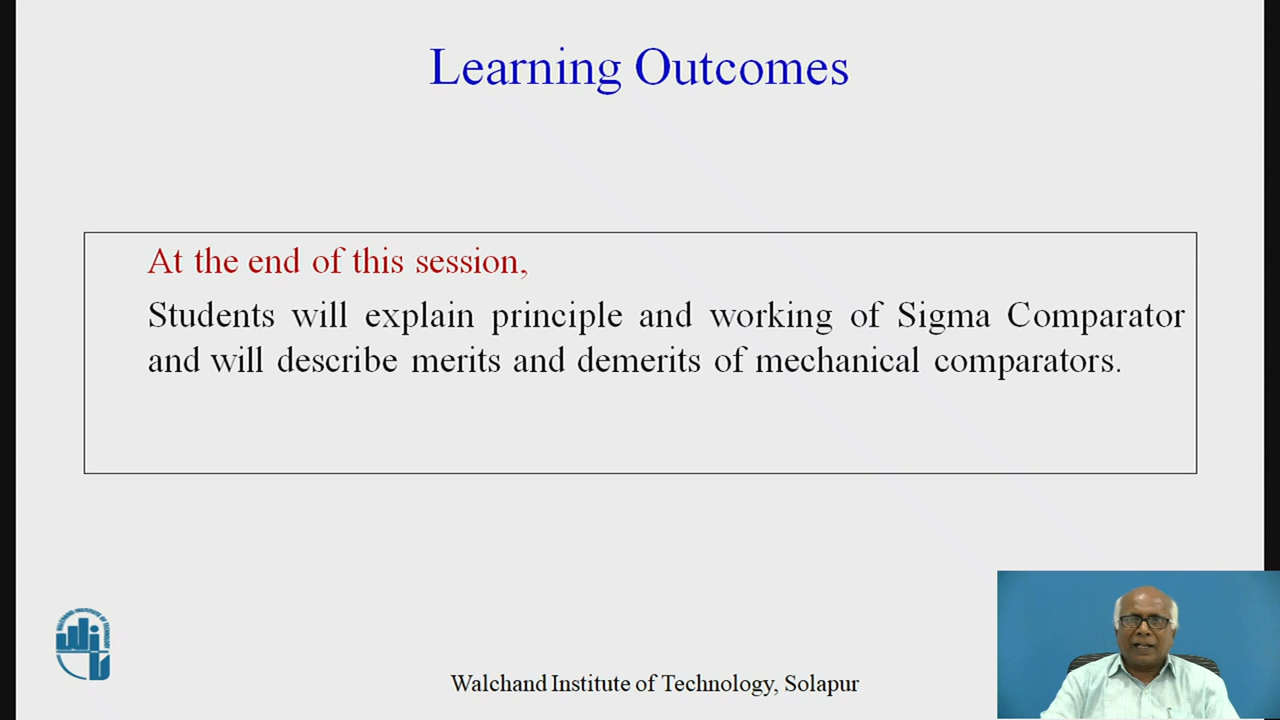 Learning Outcomes
At the end of this session,
Students will explain principle and working of Sigma Comparator
and will describe merits and demerits of mechanical comparators.
Walchand Institute of Technology, Solapur